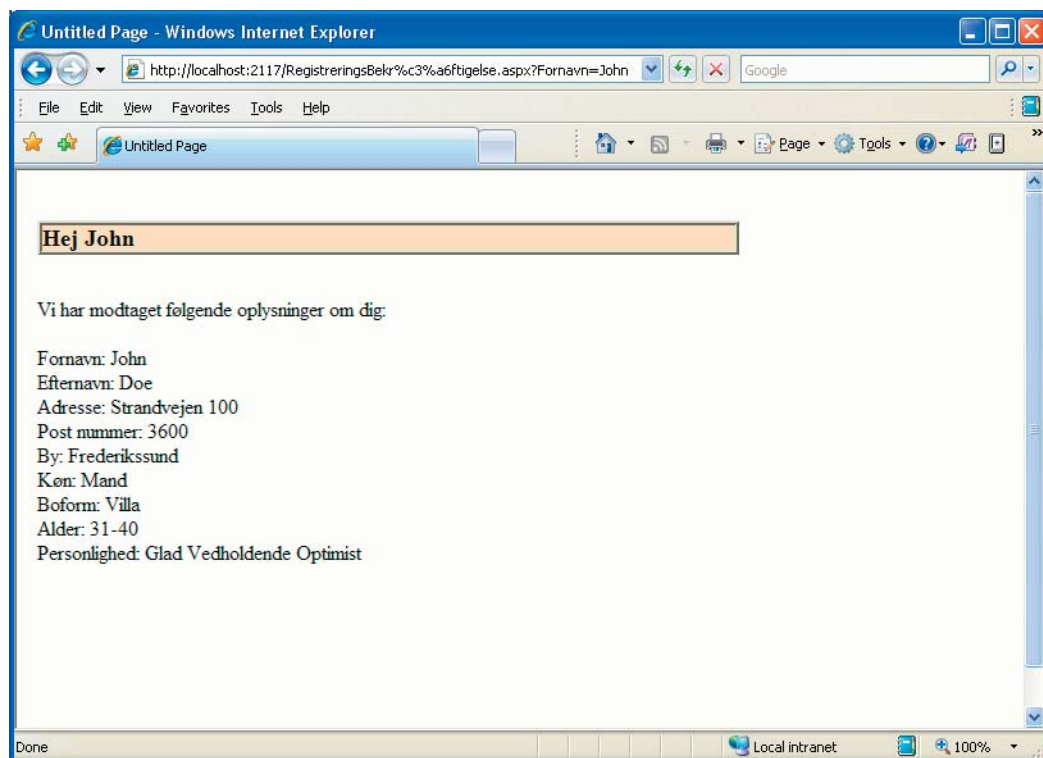 Untitled Page - Windows Internet Explorer
http://localhost:2117/RegistreringsBekr%c3%a6ftigelse.aspx?Fornavn=John
Google
File Edit View Favorites Tools Help
Untitled Page
Page Tools
Hej John
Vi har modtaget følgende oplysninger om dig:
Fornavn: John
Efternavn: Doe
Adresse: Strandvejen 100
Post nummer: 3600
By: Frederikssund
Køn: Mand
Boform: Villa
Alder: 31-40
Personlighed: Glad Vedholdende Optimist
Done Local intranet 100%